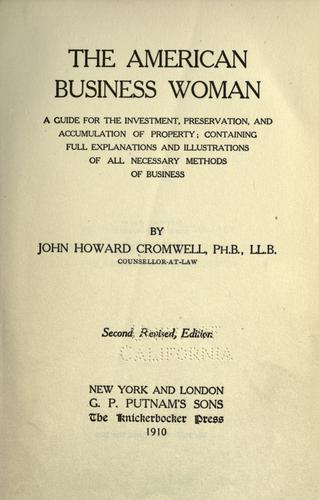 THE AMERICAN
BUSINESS WOMAN
A GUIDE FOR THE INVESTMENT, PRESERVATION, AND
ACCUMULATION OF PROPERTY; CONTAINING
FULL EXPLANATIONS AND ILLUSTRATIONS
OF ALL NECESSARY METHODS
OF BUSINESS
BY
JOHN HOWARD CROMWELL, PH.B., LL.B.
COUNSELLOR-AT-LAW
Second, Revised, Edition
CALIFORNIA
NEW YORK AND LONDON
G. P. PUTNAM'S SONS
The Knickerbocker Press
1910